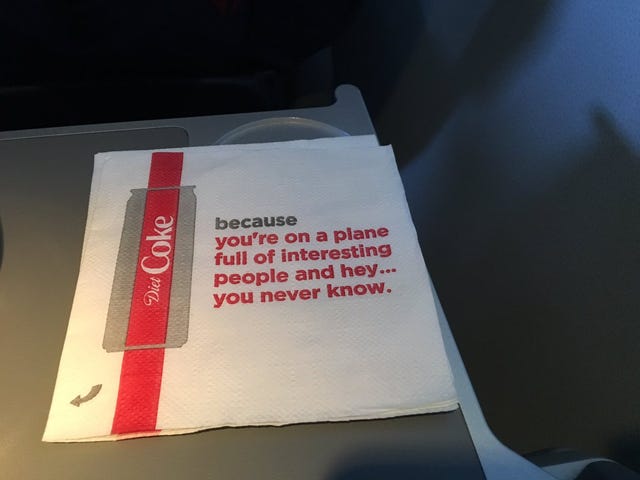 Diet Coke
because
you're on a plane
full of interesting
people and hey...
you never know.